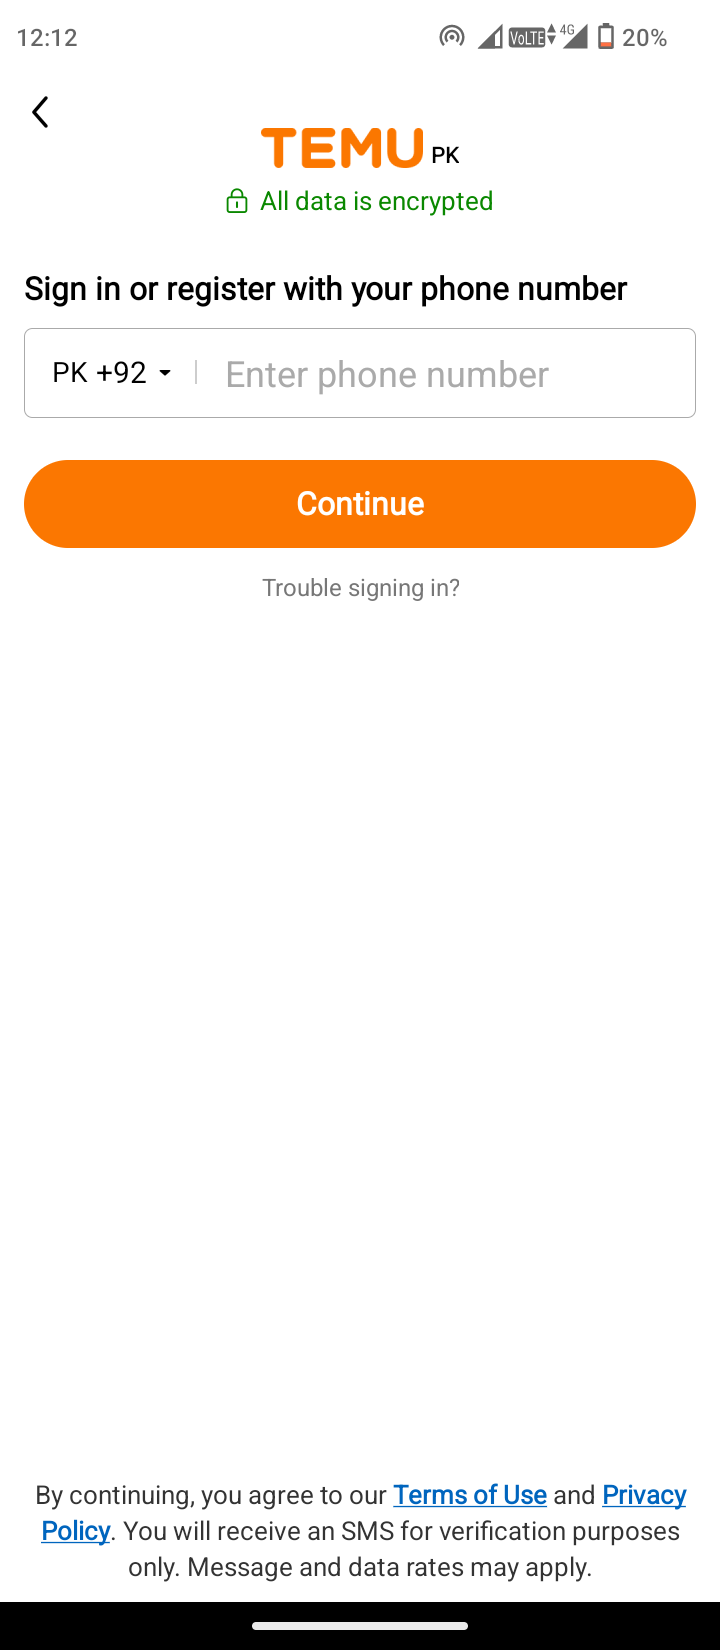 12:12
VoLTE 4G 20%
TEMU PK
All data is encrypted
Sign in or register with your phone number
PK +92
Enter phone number
Continue
Trouble signing in?
By continuing, you agree to our Terms of Use and Privacy
Policy. You will receive an SMS for verification purposes
only. Message and data rates may apply.